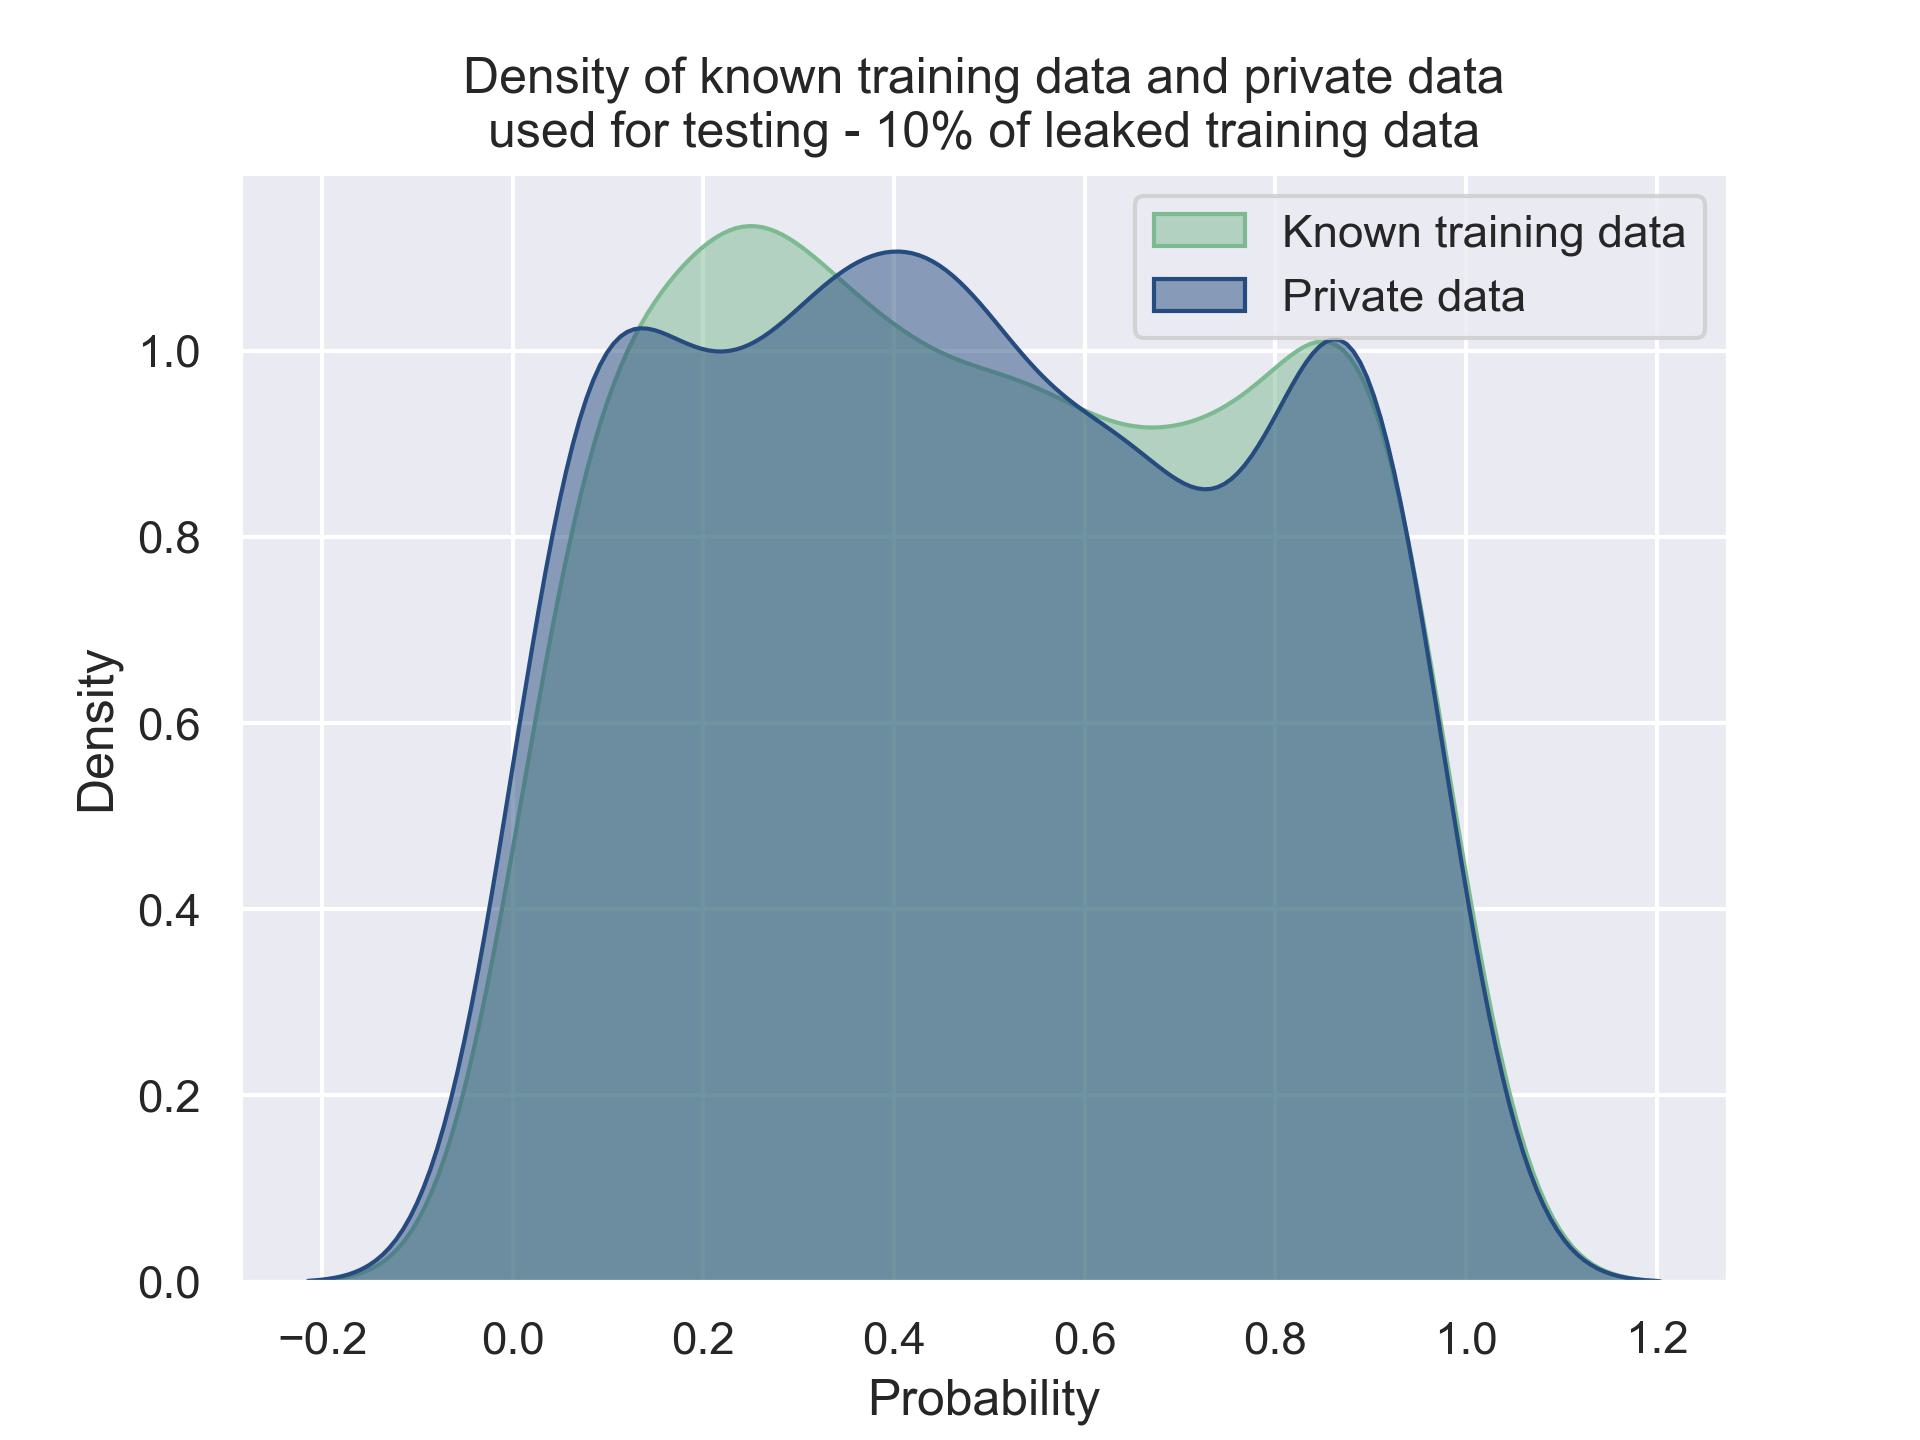 Density of known training data and private data
used for testing - 10% of leaked training data
Known training data
Private data
Density
1.0
0.8
0.6
0.4
0.2
0.0
−0.2 0.0 0.2 0.4 0.6 0.8 1.0 1.2
Probability